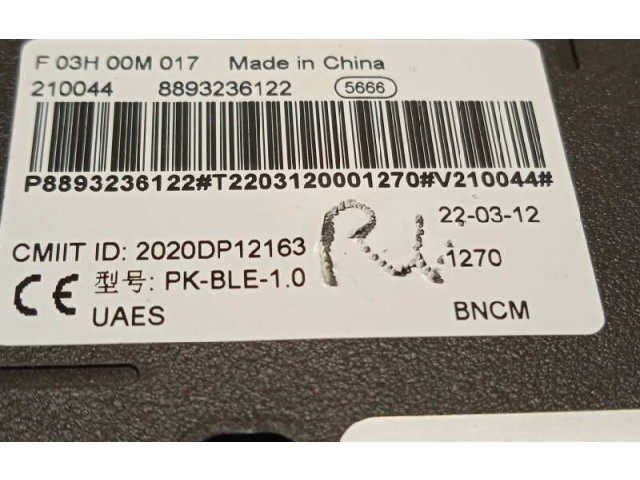 F 03H 00M 017 Made in China
210044 8893236122 5666
P8893236122#T2203120001270#V210044#
22-03-12
CMIIT ID: 2020DP12163
1270
CE 型号: PK-BLE-1.0
UAES BNCM